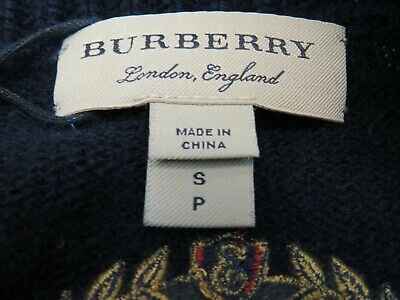 BURBERRY
London, England
MADE IN
CHINA
S
P